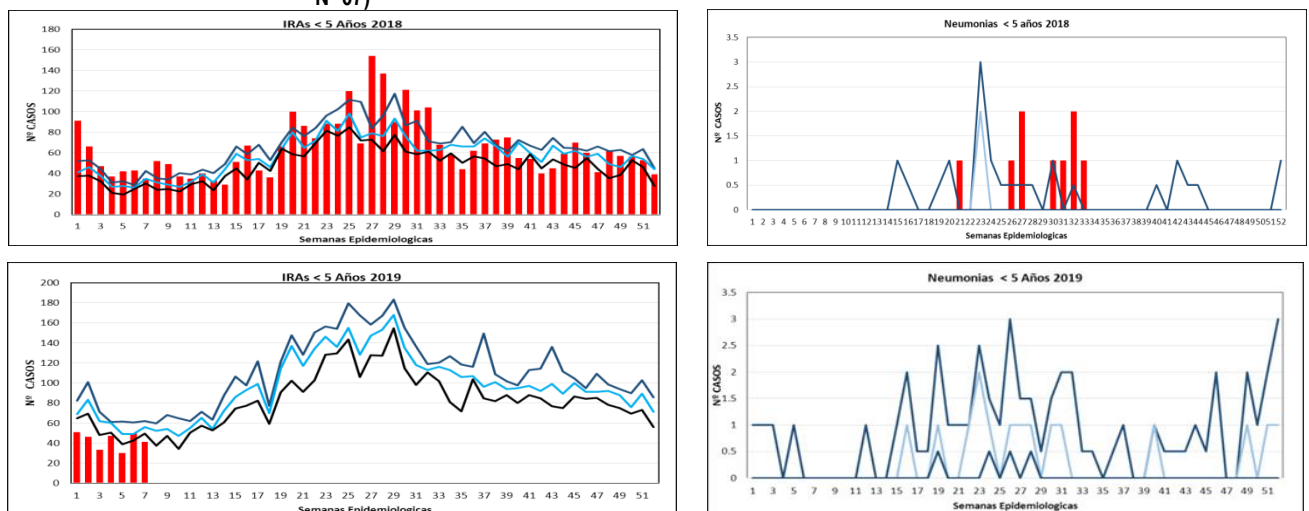 N° 07)
IRAs < 5 Años 2018
Nº CASOS
180
160
140
120
100
80
60
40
20
0
1 3 5 7 9 11 13 15 17 19 21 23 25 27 29 31 33 35 37 39 41 43 45 47 49 51
Semanas Epidemiologicas
Neumonias < 5 años 2018
3.5
3
2.5
2
1.5
1
0.5
0
1 2 3 4 5 6 7 8 9 10 11 12 13 14 15 16 17 18 19 20 21 22 23 24 25 26 27 28 29 30 31 32 33 34 35 36 37 38 39 40 41 42 43 44 45 46 47 48 49 50 51 52
Semanas Epidemiologicas
IRAs < 5 Años 2019
Nº CASOS
200
180
160
140
120
100
80
60
40
20
0
1 3 5 7 9 11 13 15 17 19 21 23 25 27 29 31 33 35 37 39 41 43 45 47 49 51
Semanas Epidemiologicas
Neumonias < 5 Años 2019
Nº CASOS
3.5
3
2.5
2
1.5
1
0.5
0
1 3 5 7 9 11 13 15 17 19 21 23 25 27 29 31 33 35 37 39 41 43 45 47 49 51
Semanas Epidemiologicas